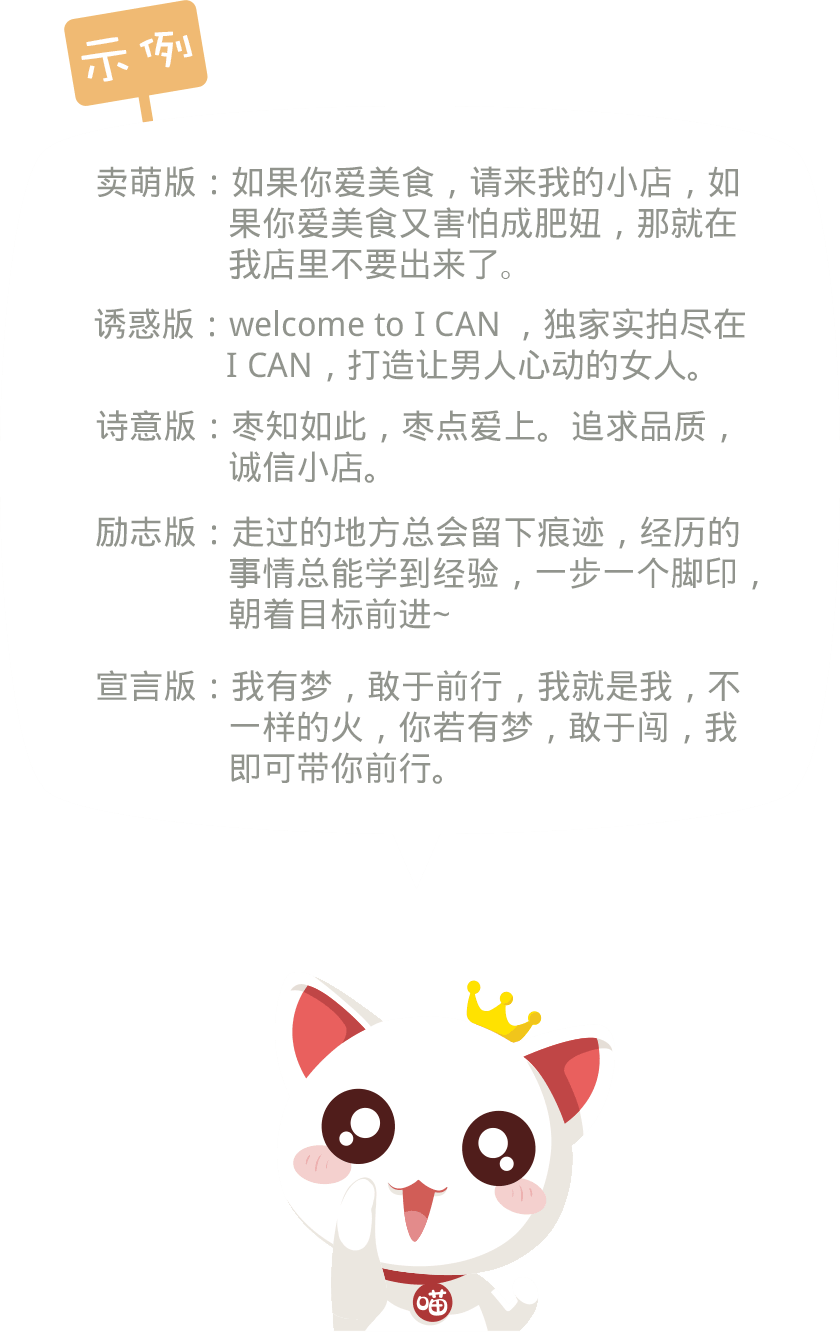 示例
卖萌版：如果你爱美食，请来我的小店，如
果你爱美食又害怕成肥妞，那就在
我店里不要出来了。
诱惑版：welcome to I CAN ，独家实拍尽在
I CAN，打造让男人心动的女人。
诗意版：枣知如此，枣点爱上。追求品质，
诚信小店。
励志版：走过的地方总会留下痕迹，经历的
事情总能学到经验，一步一个脚印，
朝着目标前进~
宣言版：我有梦，敢于前行，我就是我，不
一样的火，你若有梦，敢于闯，我
即可带你前行。
喵